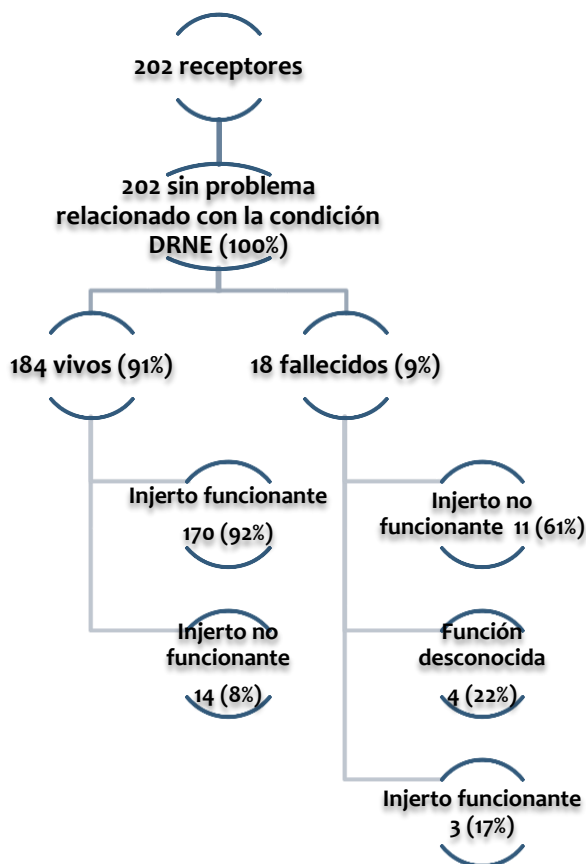 202 receptores
202 sin problema
relacionado con la condición
DRNE (100%)
184 vivos (91%)
18 fallecidos (9%)
Injerto funcionante
170 (92%)
Injerto no
funcionante
14 (8%)
Injerto no
funcionante 11 (61%)
Función
desconocida
4 (22%)
Injerto funcionante
3 (17%)